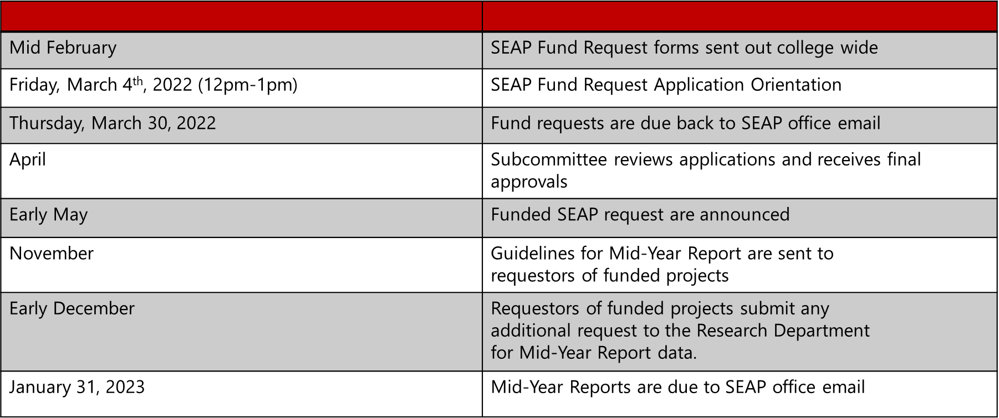 Mid February
SEAP Fund Request forms sent out college wide
Friday, March 4th, 2022 (12pm-1pm)
SEAP Fund Request Application Orientation
Thursday, March 30, 2022
Fund requests are due back to SEAP office email
April
Subcommittee reviews applications and receives final
approvals
Early May
Funded SEAP request are announced
November
Guidelines for Mid-Year Report are sent to
requestors of funded projects
Early December
Requestors of funded projects submit any
additional request to the Research Department
for Mid-Year Report data.
January 31, 2023
Mid-Year Reports are due to SEAP office email